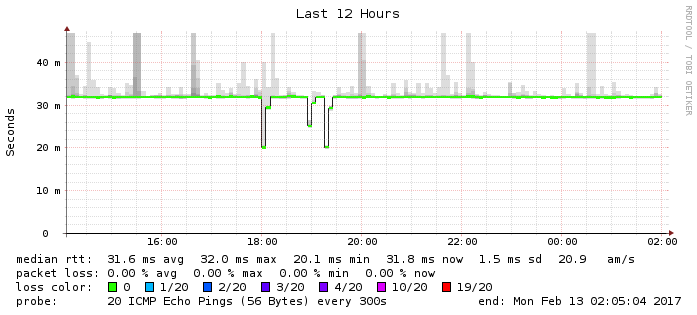 Last 12 Hours
RRDTOOL / TOBI OETIKER
Seconds
40 m
30 m
20 m
10 m
0
16:00 18:00 20:00 22:00 00:00 02:00
median rtt: 31.6 ms avg 32.0 ms max 20.1 ms min 31.8 ms now 1.5 ms sd 20.9 am/s
packet loss: 0.00 % avg 0.00 % max 0.00 % min 0.00 % now
loss color: 0 1/20 2/20 3/20 4/20 10/20 19/20
probe: 20 ICMP Echo Pings (56 Bytes) every 300s end: Mon Feb 13 02:05:04 2017